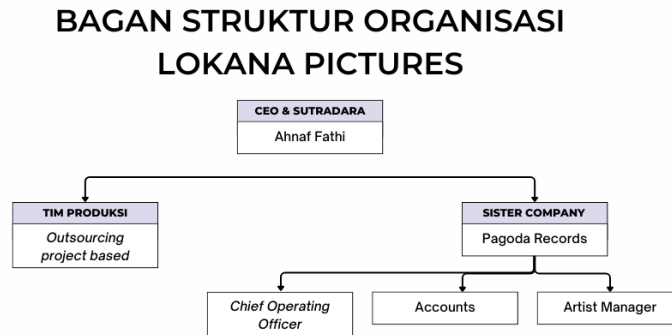 BAGAN STRUKTUR ORGANISASI
LOKANA PICTURES
CEO & SUTRADARA
Ahnaf Fathi
TIM PRODUKSI
Outsourcing
project based
SISTER COMPANY
Pagoda Records
Chief Operating
Officer
Accounts
Artist Manager